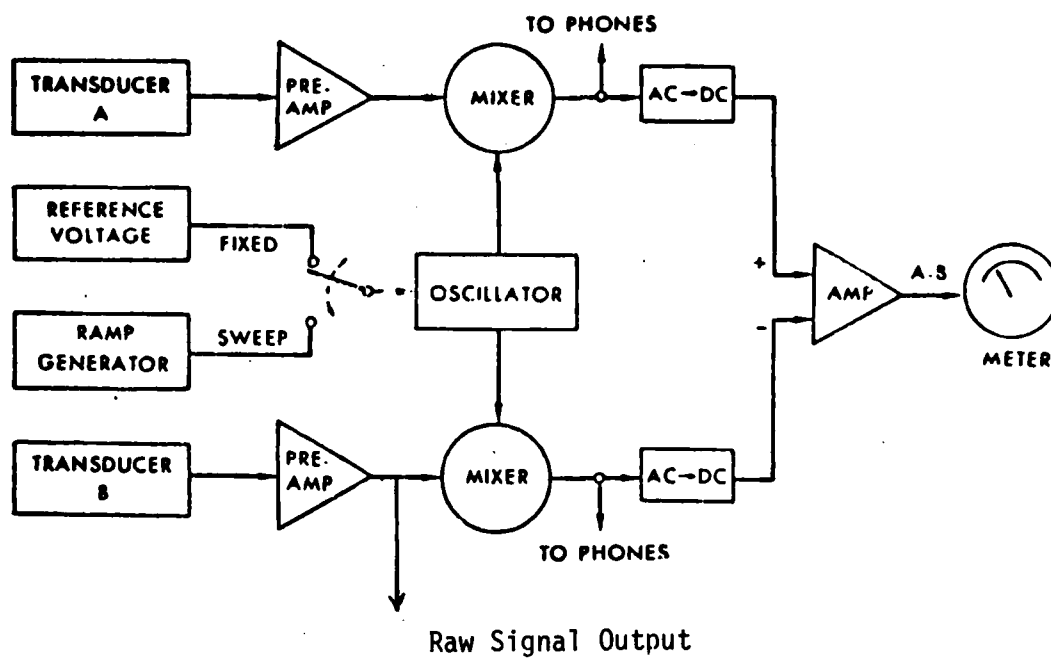 TO PHONES
TRANSDUCER
A
PRE-
AMP
MIXER
AC→DC
REFERENCE
VOLTAGE
FIXED
OSCILLATOR
+
AMP
A-B
-
METER
RAMP
GENERATOR
SWEEP
TRANSDUCER
B
PRE-
AMP
MIXER
AC→DC
TO PHONES
Raw Signal Output